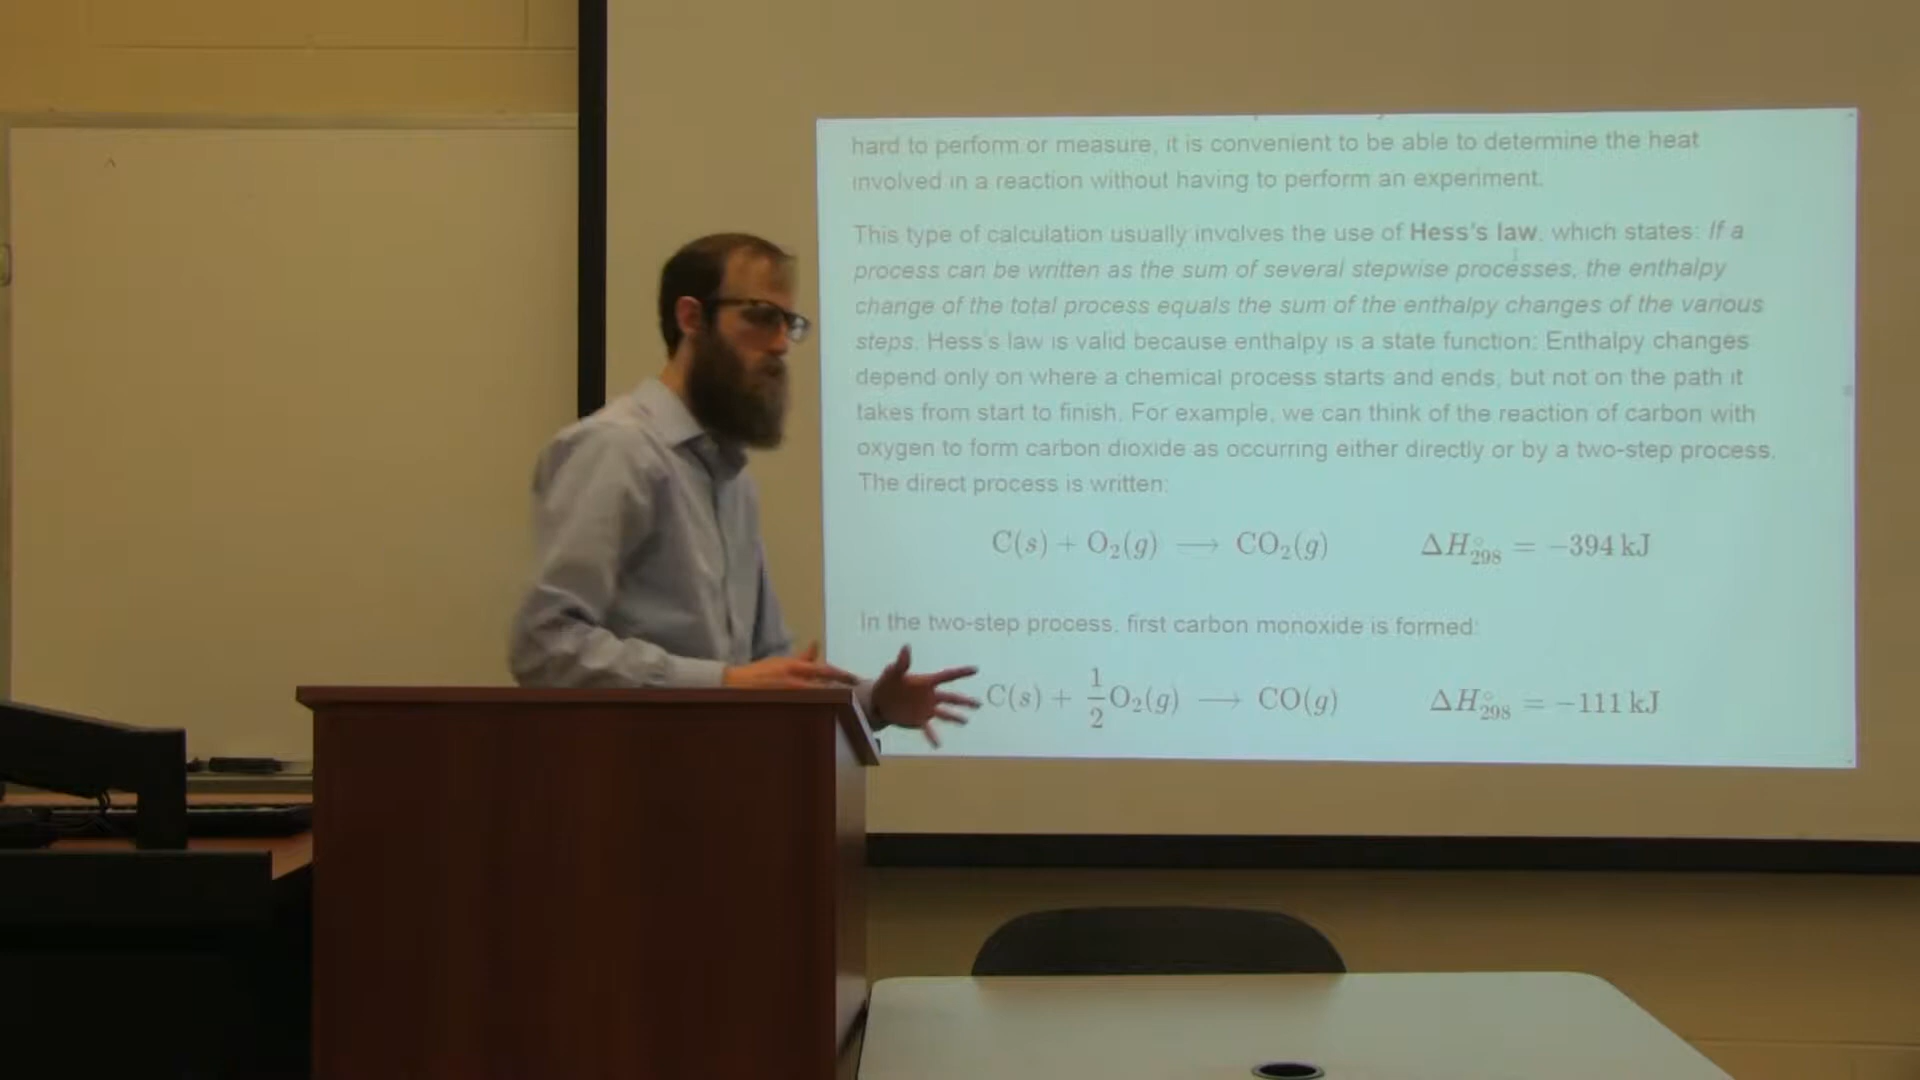 hard to perform or measure, it is convenient to be able to determine the heat
involved in a reaction without having to perform an experiment.
This type of calculation usually involves the use of Hess's law, which states: If a
process can be written as the sum of several stepwise processes, the enthalpy
change of the total process equals the sum of the enthalpy changes of the various
steps. Hess's law is valid because enthalpy is a state function: Enthalpy changes
depend only on where a chemical process starts and ends, but not on the path it
takes from start to finish. For example, we can think of the reaction of carbon with
oxygen to form carbon dioxide as occurring either directly or by a two-step process.
The direct process is written:
C(s) + O₂(g) ⟶ CO₂(g) ΔH°₂₉₈ = −394 kJ
In the two-step process, first carbon monoxide is formed:
C(s) + 1/2 O₂(g) ⟶ CO(g) ΔH°₂₉₈ = −111 kJ